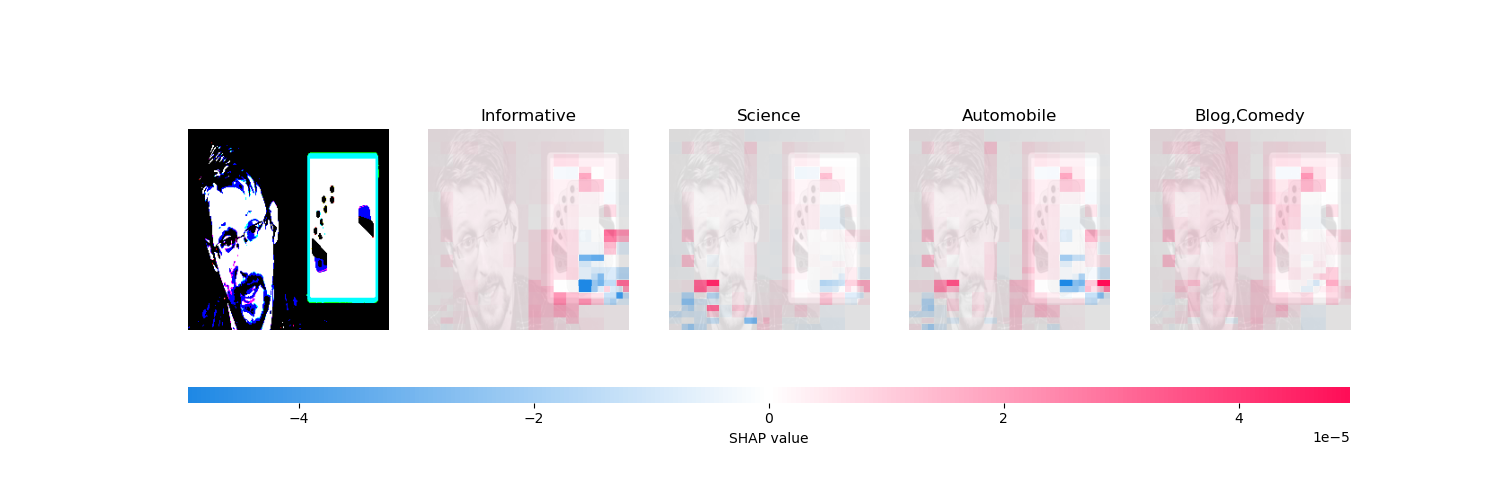 Informative
Science
Automobile
Blog,Comedy
−4
−2
0
2
4
1e−5
SHAP value